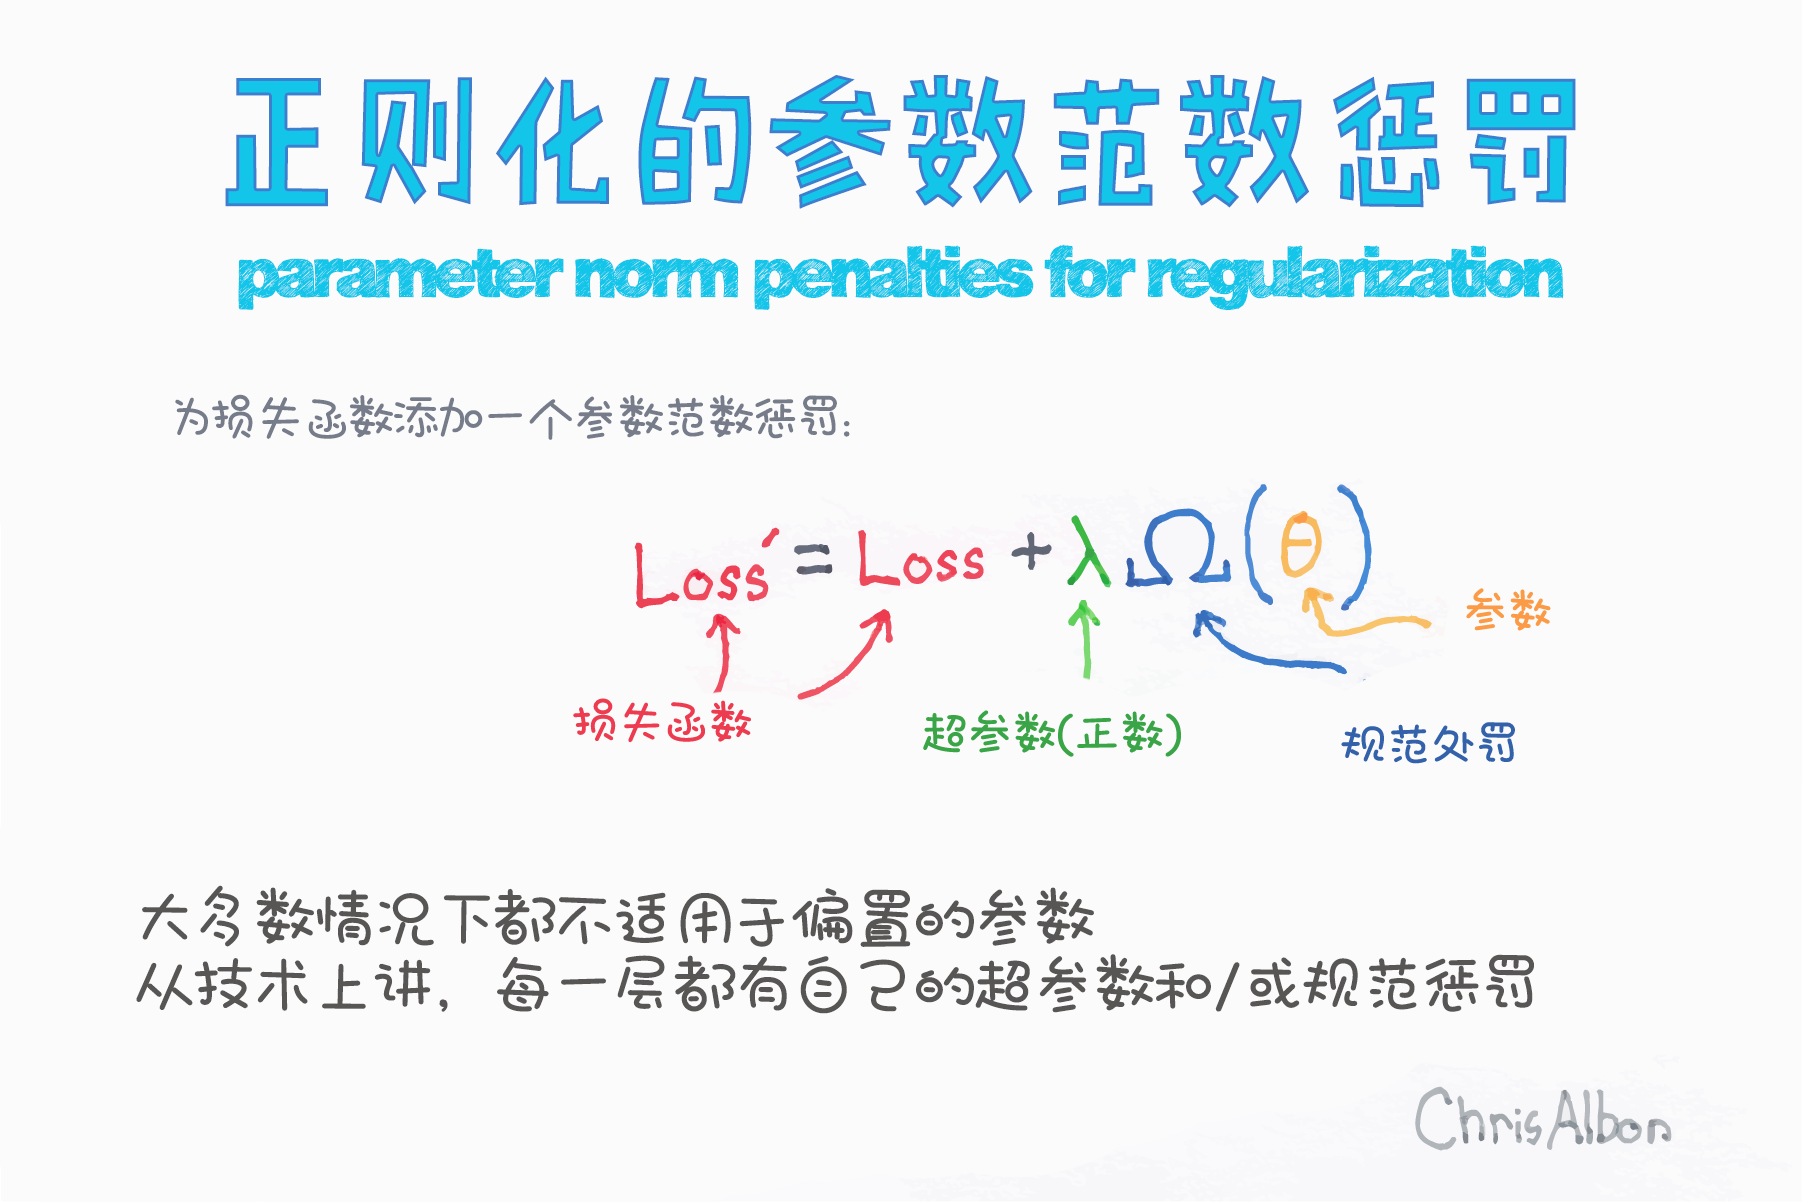 正则化的参数范数惩罚
parameter norm penalties for regularization
为损失函数添加一个参数范数惩罚:
Loss′ = Loss + λ Ω(θ)
参数
损失函数
超参数(正数)
规范处罚
大多数情况下都不适用于偏置的参数
从技术上讲, 每一层都有自己的超参数和/或规范惩罚
ChrisAlbon